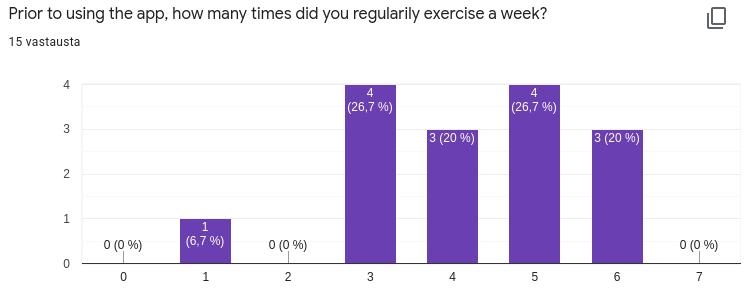 Prior to using the app, how many times did you regularily exercise a week?
15 vastausta
4
3
2
1
0
0 (0 %)
1
(6,7 %)
0 (0 %)
4
(26,7 %)
3 (20 %)
4
(26,7 %)
3 (20 %)
0 (0 %)
0 1 2 3 4 5 6 7